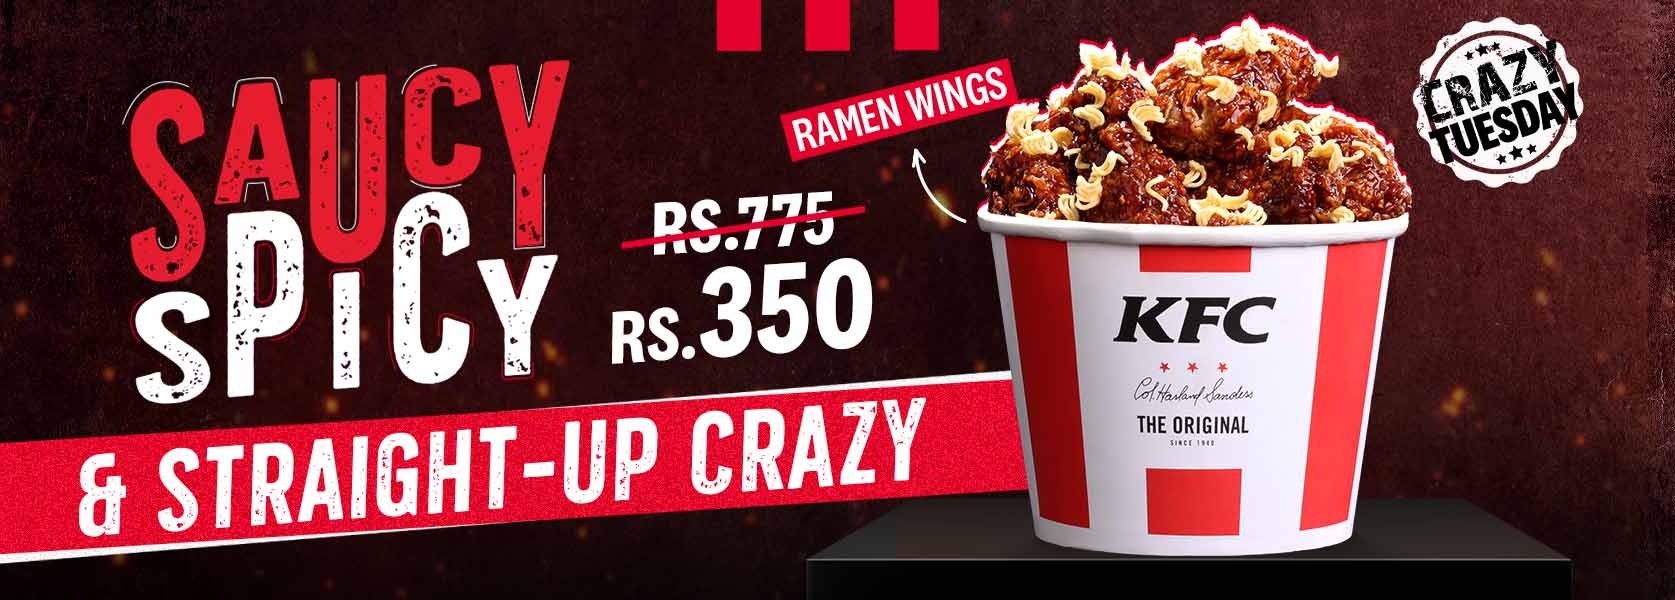 SAUCY
SPICY
& STRAIGHT-UP CRAZY
RS.775
RS.350
RAMEN WINGS
KFC
Col. Harland Sanders
THE ORIGINAL
SINCE 1940
CRAZY
TUESDAY